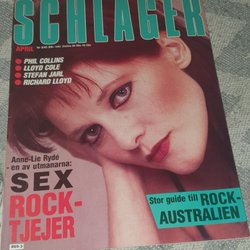 SCHLAGER
APRIL
PHIL COLLINS
LLOYD COLE
STEFAN JARL
RICHARD LLOYD
Anne-Lie Rydé
- en av utmanarna:
SEX
ROCK-
TJEJER
Stor guide till ROCK-
AUSTRALIEN